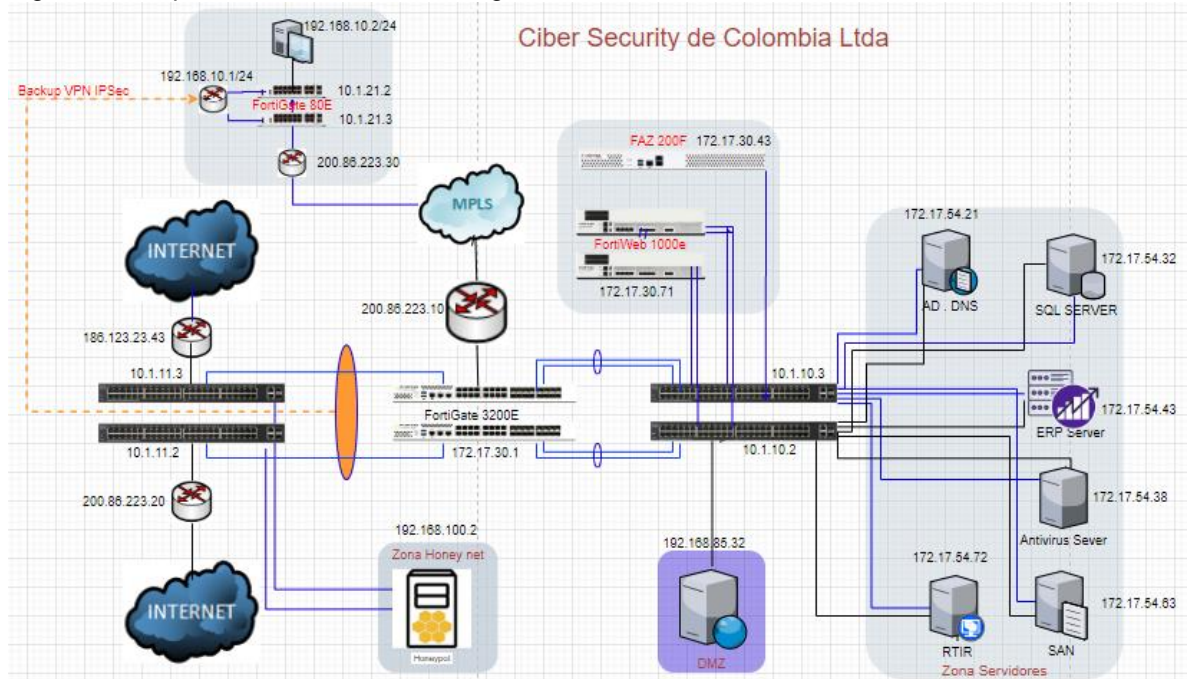 Ciber Security de Colombia Ltda
192.168.10.2/24
192.168.10.1/24
Backup VPN IPSec
10.1.21.2
FortiGate 80E
10.1.21.3
200.86.223.30
FAZ 200F 172.17.30.43
MPLS
INTERNET
FortiWeb 1000e
172.17.30.71
172.17.54.21
172.17.54.32
AD . DNS
SQL SERVER
200.86.223.10
186.123.23.43
10.1.11.3
10.1.10.3
FortiGate 3200E
172.17.54.43
ERP Server
10.1.11.2
172.17.30.1
10.1.10.2
200.86.223.20
172.17.54.38
Antivirus Sever
192.168.100.2
Zona Honey net
192.168.85.32
172.17.54.72
172.17.54.63
INTERNET
Honeypot
DMZ
RTIR
SAN
Zona Servidores